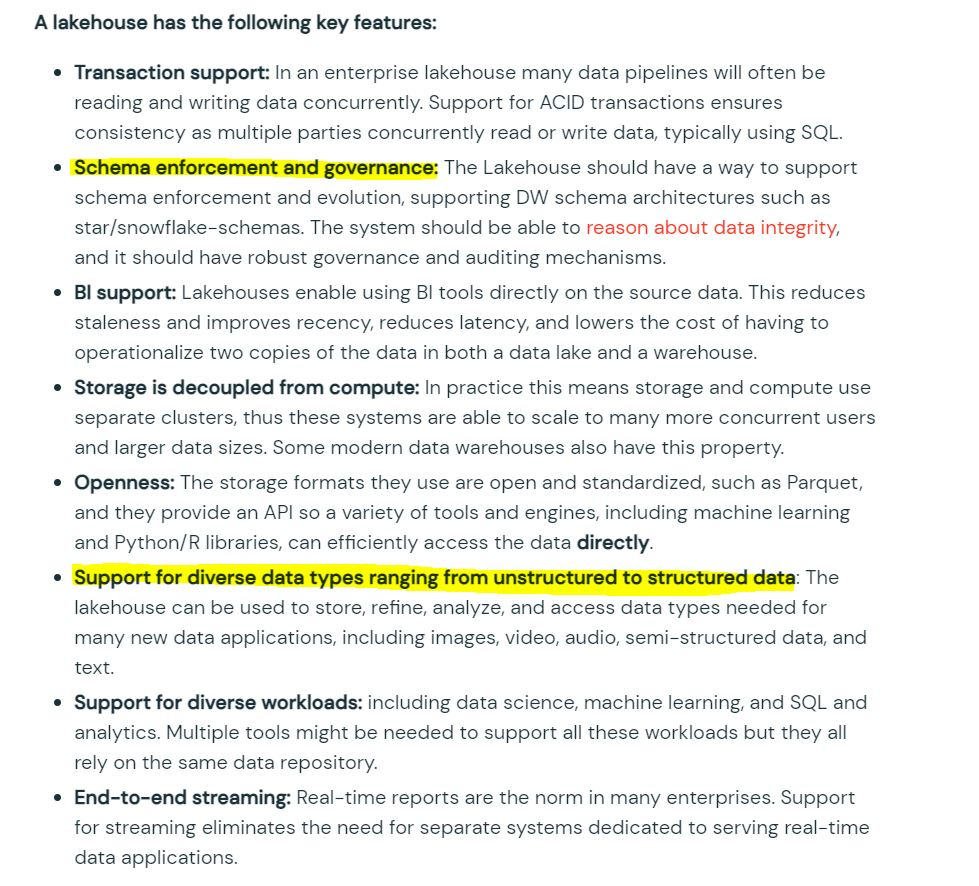 A lakehouse has the following key features:
• Transaction support: In an enterprise lakehouse many data pipelines will often be
reading and writing data concurrently. Support for ACID transactions ensures
consistency as multiple parties concurrently read or write data, typically using SQL.
• Schema enforcement and governance: The Lakehouse should have a way to support
schema enforcement and evolution, supporting DW schema architectures such as
star/snowflake-schemas. The system should be able to reason about data integrity,
and it should have robust governance and auditing mechanisms.
• BI support: Lakehouses enable using BI tools directly on the source data. This reduces
staleness and improves recency, reduces latency, and lowers the cost of having to
operationalize two copies of the data in both a data lake and a warehouse.
• Storage is decoupled from compute: In practice this means storage and compute use
separate clusters, thus these systems are able to scale to many more concurrent users
and larger data sizes. Some modern data warehouses also have this property.
• Openness: The storage formats they use are open and standardized, such as Parquet,
and they provide an API so a variety of tools and engines, including machine learning
and Python/R libraries, can efficiently access the data directly.
• Support for diverse data types ranging from unstructured to structured data: The
lakehouse can be used to store, refine, analyze, and access data types needed for
many new data applications, including images, video, audio, semi-structured data, and
text.
• Support for diverse workloads: including data science, machine learning, and SQL and
analytics. Multiple tools might be needed to support all these workloads but they all
rely on the same data repository.
• End-to-end streaming: Real-time reports are the norm in many enterprises. Support
for streaming eliminates the need for separate systems dedicated to serving real-time
data applications.